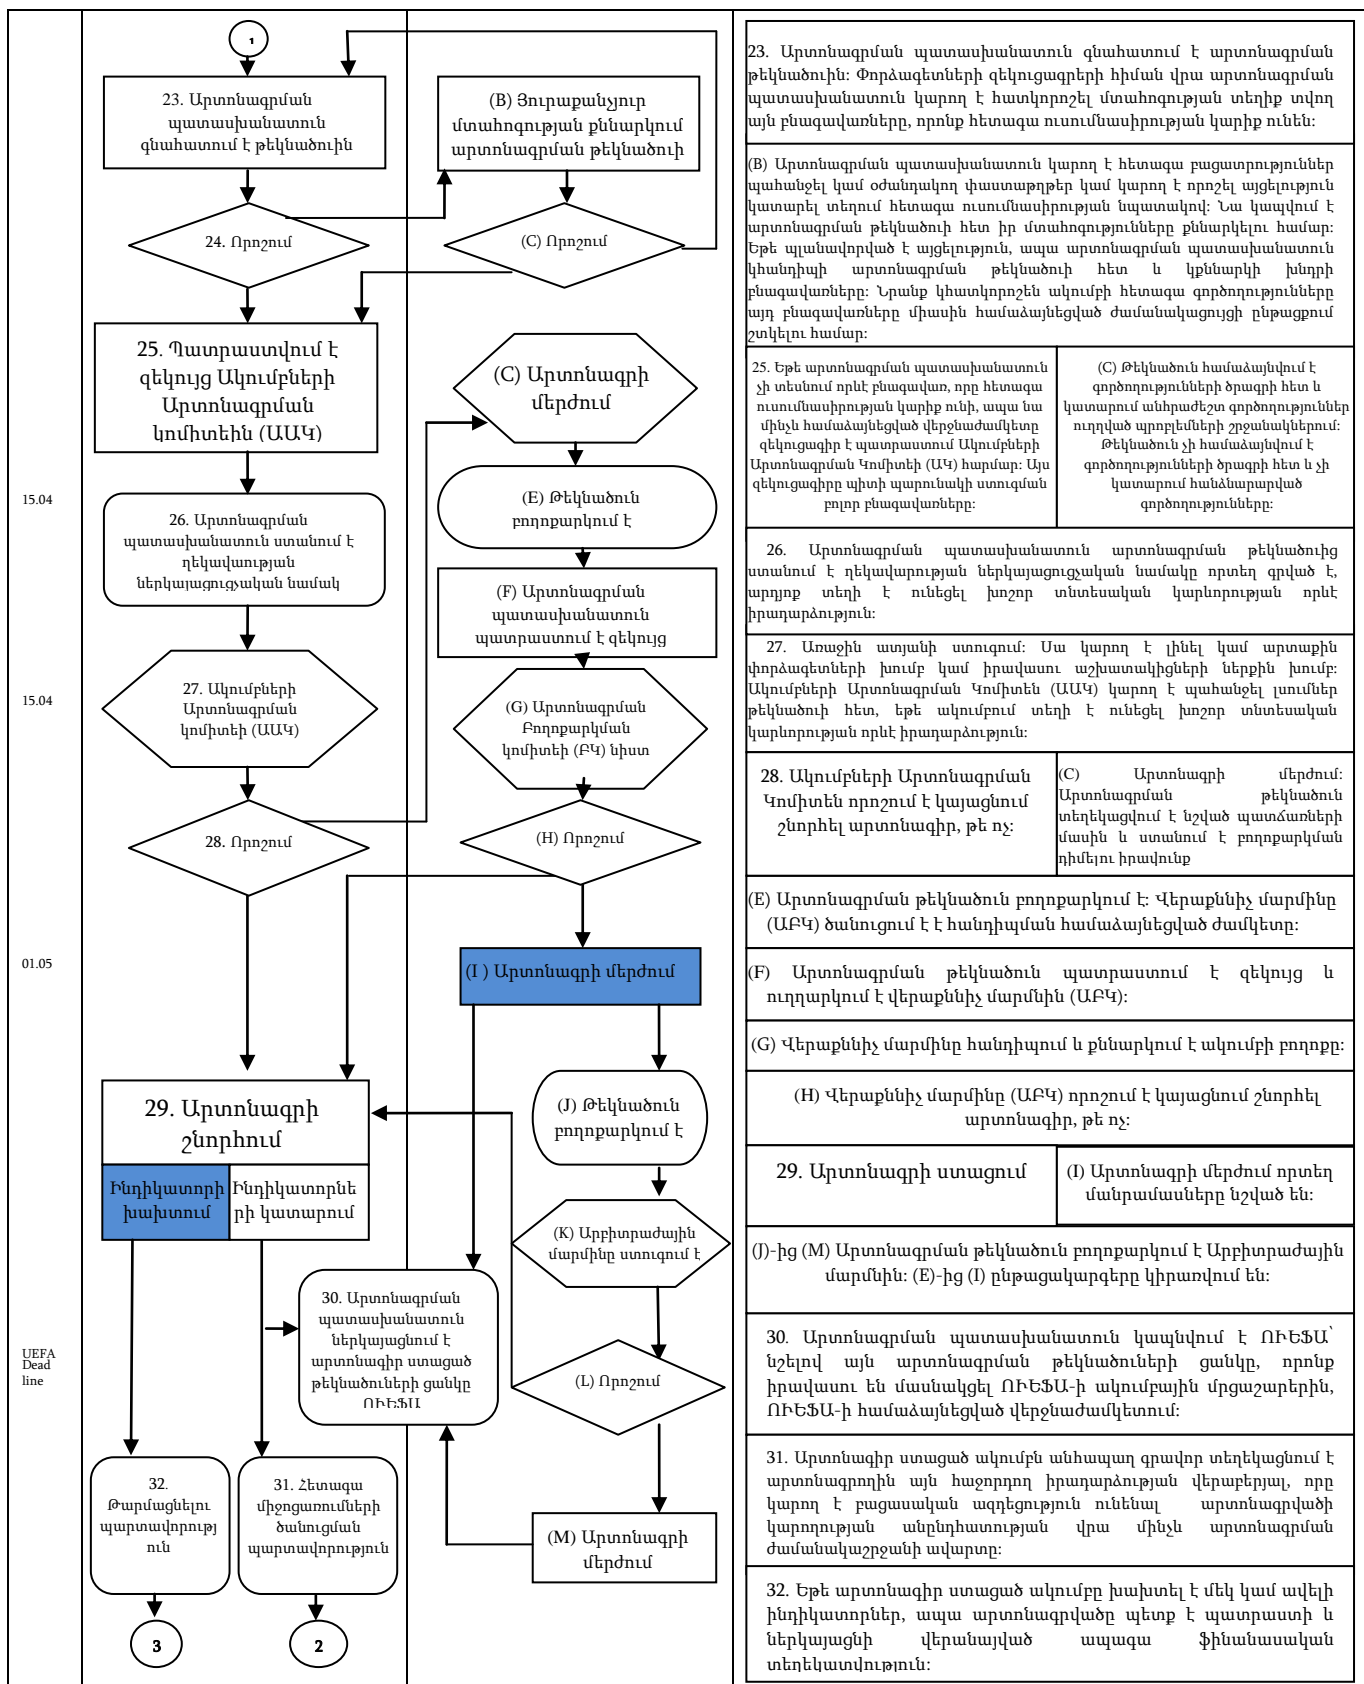 1
23. Արտոնագրման
պատասխանատուն
գնահատում է թեկնածուին
(B) Յուրաքանչյուր
մտահոգության քննարկում
արտոնագրման թեկնածուի
24. Որոշում
(C) Որոշում
25. Պատրաստվում է
զեկույց Ակումբների
Արտոնագրման
կոմիտեին (ԱԱԿ)
(C) Արտոնագրի
մերժում
15.04
26. Արտոնագրման
պատասխանատուն ստանում է
ղեկավաության
ներկայացուցչական նամակ
(E) Թեկնածուն
բողոքարկում է
(F) Արտոնագրման
պատասխանատուն
պատրաստում է զեկույց
15.04
27. Ակումբների
Արտոնագրման
կոմիտեի (ԱԱԿ)
(G) Արտոնագրման
Բողոքարկման
կոմիտեի (ԲԿ) նիստ
28. Որոշում
(H) Որոշում
01.05
(I ) Արտոնագրի մերժում
29. Արտոնագրի
շնորհում
Ինդիկատորի
խախտում
Ինդիկատորնե
րի կատարում
(J) Թեկնածուն
բողոքարկում է
(K) Արբիտրաժային
մարմինը ստուգում է
30. Արտոնագրման
պատասխանատուն
ներկայացնում է
արտոնագիր ստացած
թեկնածուների ցանկը
ՈՒԵՖԱ
UEFA
Dead
line
(L) Որոշում
32.
Թարմացնելու
պարտավորությ
ուն
31. Հետագա
միջոցառումների
ծանուցման
պարտավորություն
(M) Արտոնագրի
մերժում
3
2
23. Արտոնագրման պատասխանատուն գնահատում է արտոնագրման
թեկնածուին: Փորձագետների զեկուցագրերի հիման վրա արտոնագրման
պատասխանատուն կարող է հատկորոշել մտահոգության տեղիք տվող
այն բնագավառները, որոնք հետագա ուսումնասիրության կարիք ունեն:
(B) Արտոնագրման պատասխանատուն կարող է հետագա բացատրություններ
պահանջել կամ օժանդակող փաստաթղթեր կամ կարող է որոշել այցելություն
կատարել տեղում հետագա ուսումնասիրության նպատակով: Նա կապվում է
արտոնագրման թեկնածուի հետ իր մտահոգությունները քննարկելու համար:
Եթե պլանավորված է այցելություն, ապա արտոնագրման պատասխանատուն
կհանդիպի արտոնագրման թեկնածուի հետ և կքննարկի խնդրի
բնագավառները: Նրանք կհատկորոշեն ակումբի հետագա գործողությունները
այդ բնագավառները միասին համաձայնեցված ժամանակացույցի ընթացքում
շտկելու համար:
25. Եթե արտոնագրման պատասխանատուն
չի տեսնում որևէ բնագավառ, որը հետագա
ուսումնասիրության կարիք ունի, ապա նա
մինչև համաձայնեցված վերջնաժամկետը
զեկուցագիր է պատրաստում Ակումբների
Արտոնագրման Կոմիտեի (ԱԿ) հարմար: Այս
զեկուցագիրը պիտի պարունակի ստուգման
բոլոր բնագավառները:
(C) Թեկնածուն համաձայնվում է
գործողությունների ծրագրի հետ և
կատարում անհրաժեշտ գործողություններ
ուղղված պրոբլեմների շրջանակներում:
Թեկնածուն չի համաձայնվում է
գործողությունների ծրագրի հետ և չի
կատարում հանձնարարված
գործողությունները:
26. Արտոնագրման պատասխանատուն արտոնագրման թեկնածուից
ստանում է ղեկավարության ներկայացուցչական նամակը որտեղ գրված է,
արդյոք տեղի է ունեցել խոշոր տնտեսական կարևորության որևէ
իրադարձություն:
27. Առաջին ատյանի ստուգում: Սա կարող է լինել կամ արտաքին
փորձագետների խումբ կամ իրավասու աշխատակիցների ներքին խումբ:
Ակումբների Արտոնագրման Կոմիտեն (ԱԱԿ) կարող է պահանջել լսումներ
թեկնածուի հետ, եթե ակումբում տեղի է ունեցել խոշոր տնտեսական
կարևորության որևէ իրադարձություն:
28. Ակումբների Արտոնագրման
Կոմիտեն որոշում է կայացնում
շնորհել արտոնագիր, թե ոչ:
(C) Արտոնագրի մերժում:
Արտոնագրման թեկնածուն
տեղեկացվում է նշված պատճառների
մասին և ստանում է բողոքարկման
դիմելու իրավունք
(E) Արտոնագրման թեկնածուն բողոքարկում է: Վերաքննիչ մարմինը
(ԱԲԿ) ծանուցում է է հանդիպման համաձայնեցված ժամկետը:
(F) Արտոնագրման թեկնածուն պատրաստում է զեկույց և
ուղղարկում է վերաքննիչ մարմնին (ԱԲԿ):
(G) Վերաքննիչ մարմինը հանդիպում և քննարկում է ակումբի բողոքը:
(H) Վերաքննիչ մարմինը (ԱԲԿ) որոշում է կայացնում շնորհել
արտոնագիր, թե ոչ:
29. Արտոնագրի ստացում
(I) Արտոնագրի մերժում որտեղ
մանրամասները նշված են:
(J)-ից (M) Արտոնագրման թեկնածուն բողոքարկում է Արբիտրաժային
մարմնին: (E)-ից (I) ընթացակարգերը կիրառվում են:
30. Արտոնագրման պատասխանատուն կապնվում է ՈՒԵՖԱ՝
նշելով այն արտոնագրման թեկնածուների ցանկը, որոնք
իրավասու են մասնակցել ՈՒԵՖԱ-ի ակումբային մրցաշարերին,
ՈՒԵՖԱ-ի համաձայնեցված վերջնաժամկետում:
31. Արտոնագիր ստացած ակումբն անհապաղ գրավոր տեղեկացնում է
արտոնագրողին այն հաջորդող իրադարձության վերաբերյալ, որը
կարող է բացասական ազդեցություն ունենալ արտոնագրվածի
կարողության անընդհատության վրա մինչև արտոնագրման
ժամանակաշրջանի ավարտը:
32. Եթե արտոնագիր ստացած ակումբը խախտել է մեկ կամ ավելի
ինդիկատորներ, ապա արտոնագրվածը պետք է պատրաստի և
ներկայացնի վերանայված ապագա ֆինանասական
տեղեկատվություն: